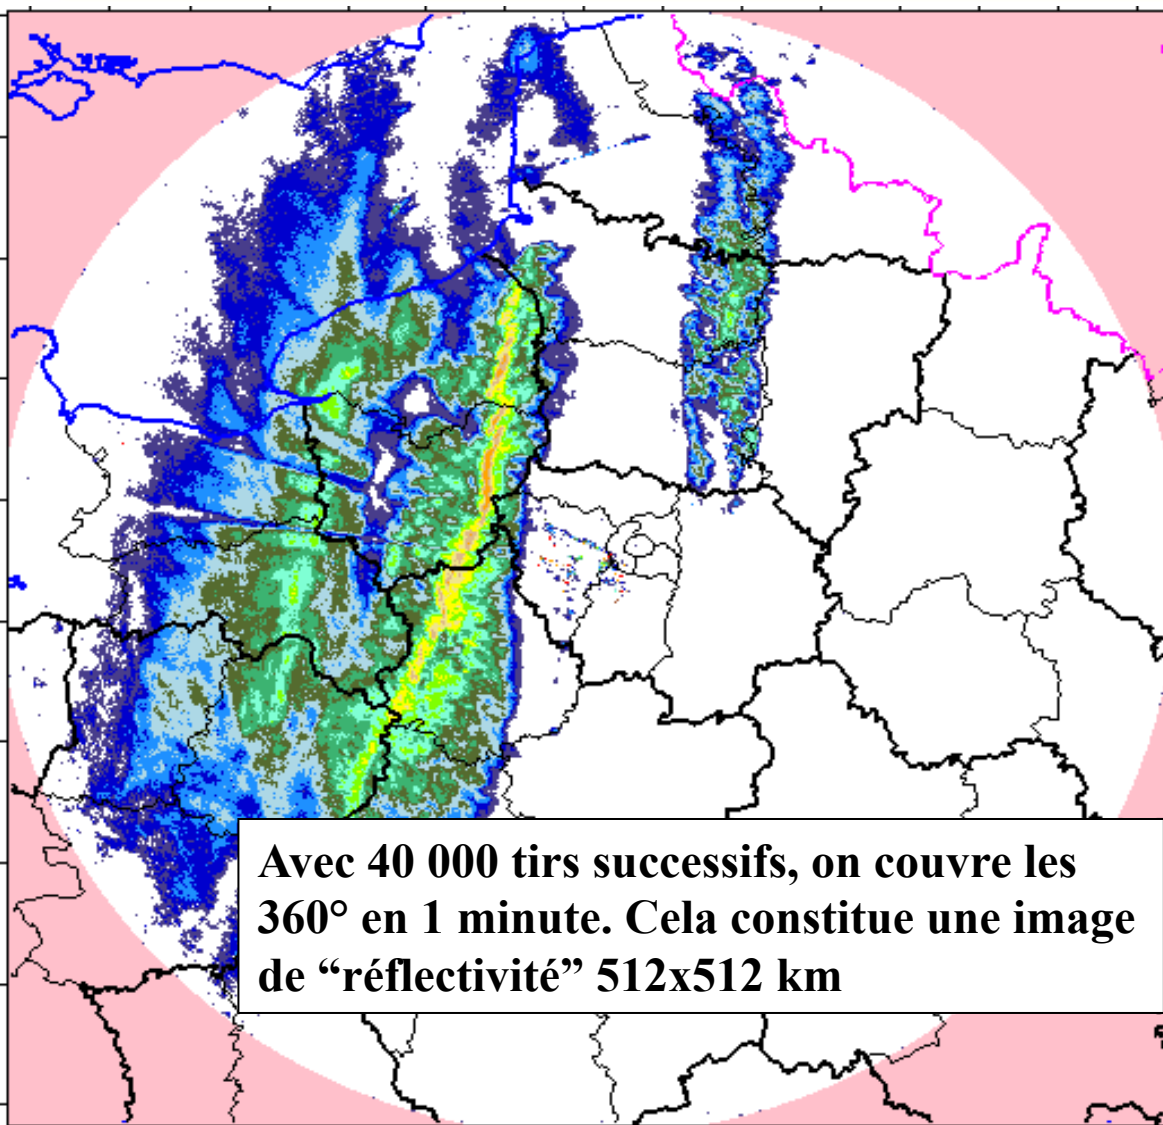 Avec 40 000 tirs successifs, on couvre les
360° en 1 minute. Cela constitue une image
de “réflectivité” 512x512 km